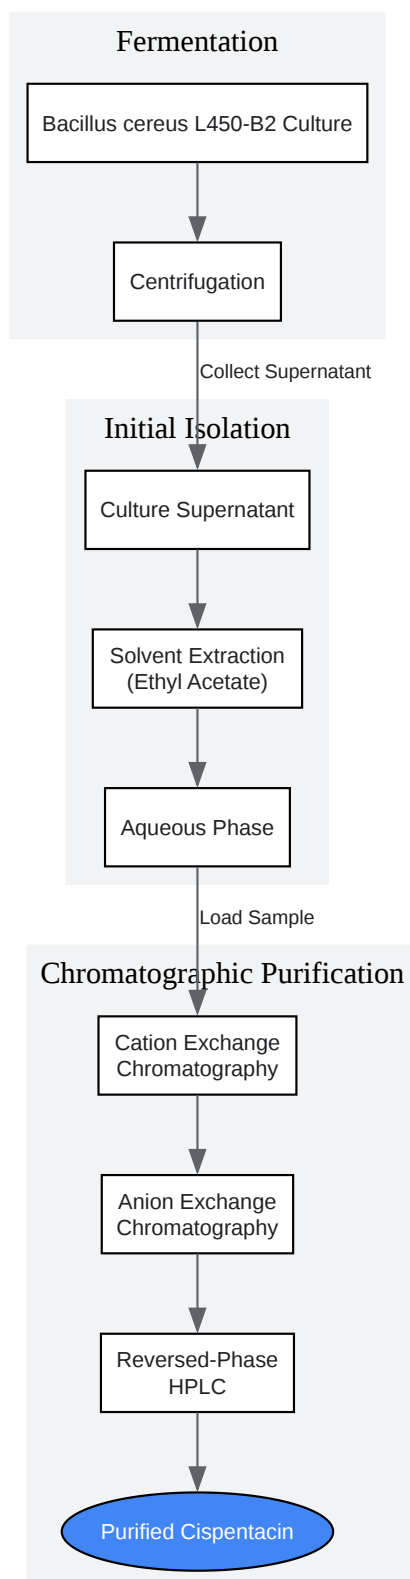 Fermentation
Bacillus cereus L450-B2 Culture
Centrifugation
Collect Supernatant
Initial Isolation
Culture Supernatant
Solvent Extraction
(Ethyl Acetate)
Aqueous Phase
Load Sample
Chromatographic Purification
Cation Exchange
Chromatography
Anion Exchange
Chromatography
Reversed-Phase
HPLC
Purified Cispentacin